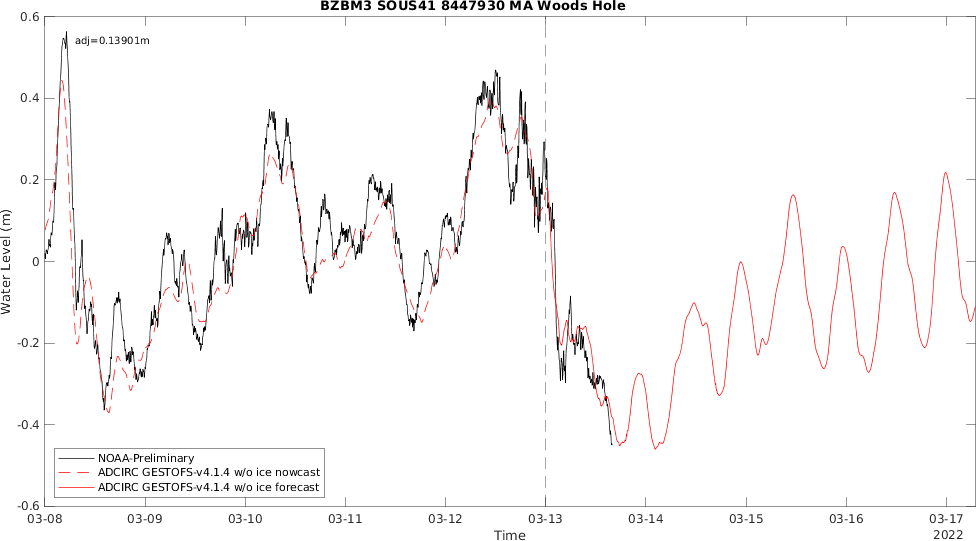 BZBM3 SOUS41 8447930 MA Woods Hole
adj=0.13901m
Water Level (m)
0.6
0.4
0.2
0
-0.2
-0.4
-0.6
NOAA-Preliminary
ADCIRC GESTOFS-v4.1.4 w/o ice nowcast
ADCIRC GESTOFS-v4.1.4 w/o ice forecast
03-08 03-09 03-10 03-11 03-12 03-13 03-14 03-15 03-16 03-17
Time
2022